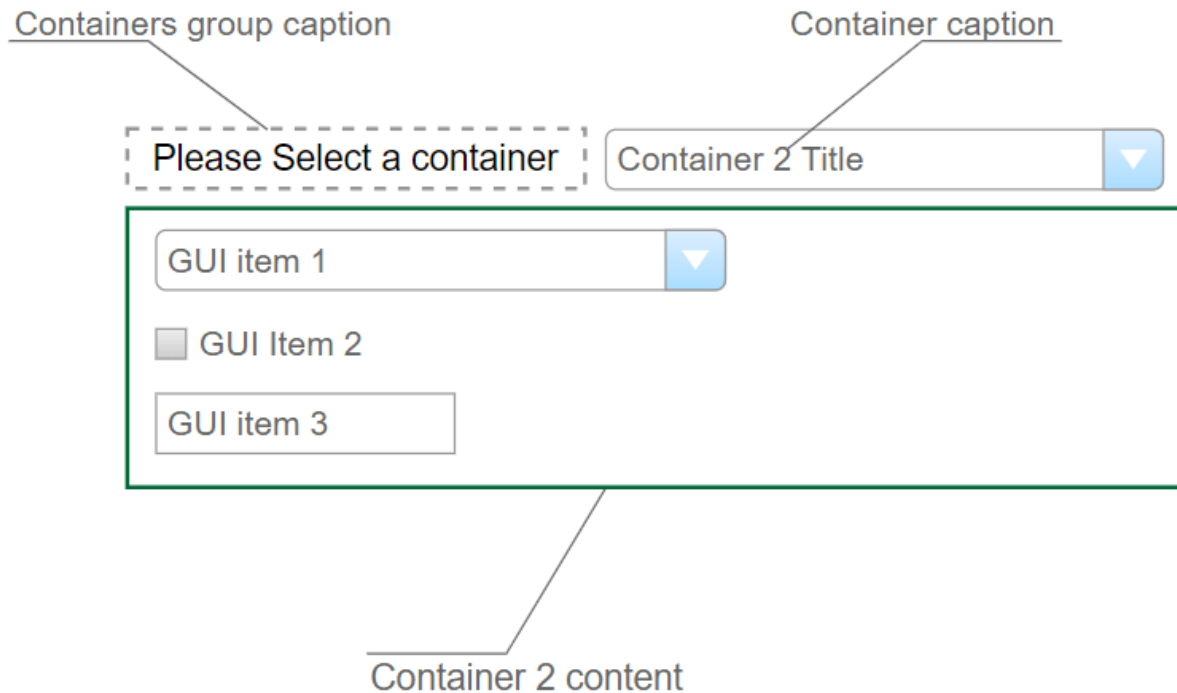 Containers group caption
Container caption
Please Select a container
Container 2 Title
GUI item 1
GUI Item 2
GUI item 3
Container 2 content